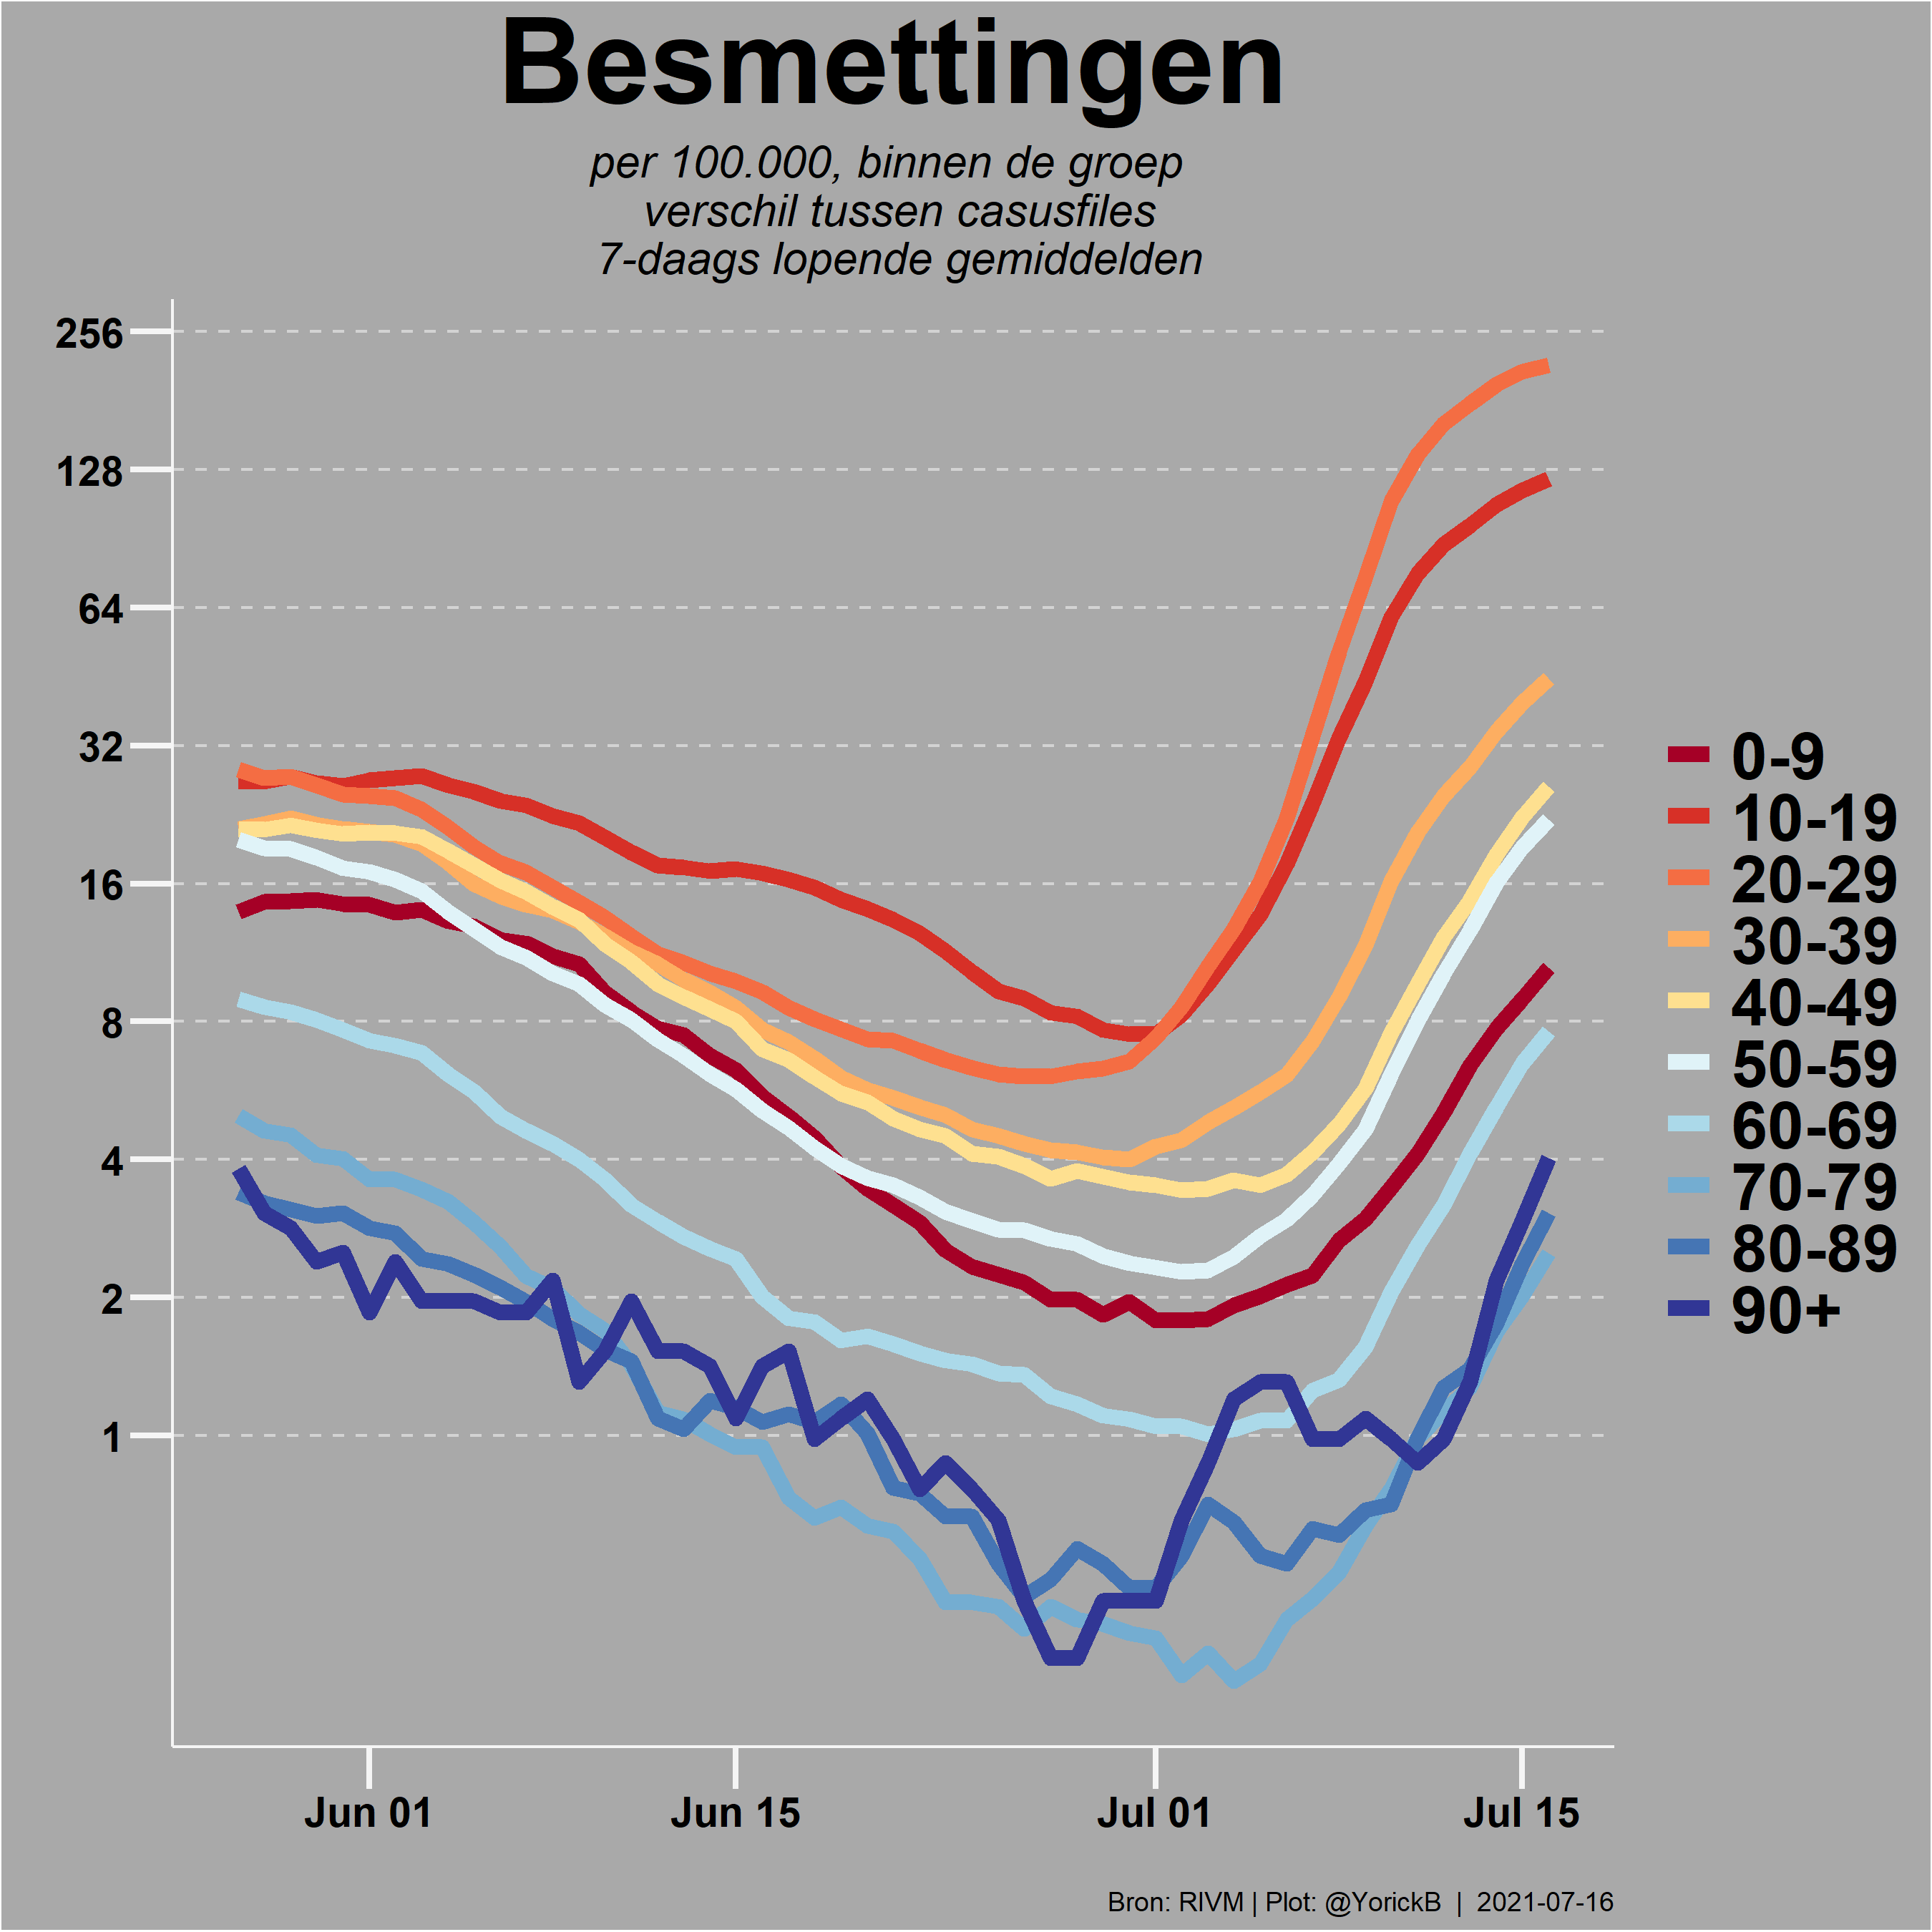 Besmettingen
per 100.000, binnen de groep
verschil tussen casusfiles
7-daags lopende gemiddelden
256
128
64
32
16
8
4
2
1
0-9
10-19
20-29
30-39
40-49
50-59
60-69
70-79
80-89
90+
Jun 01
Jun 15
Jul 01
Jul 15
Bron: RIVM | Plot: @YorickB | 2021-07-16